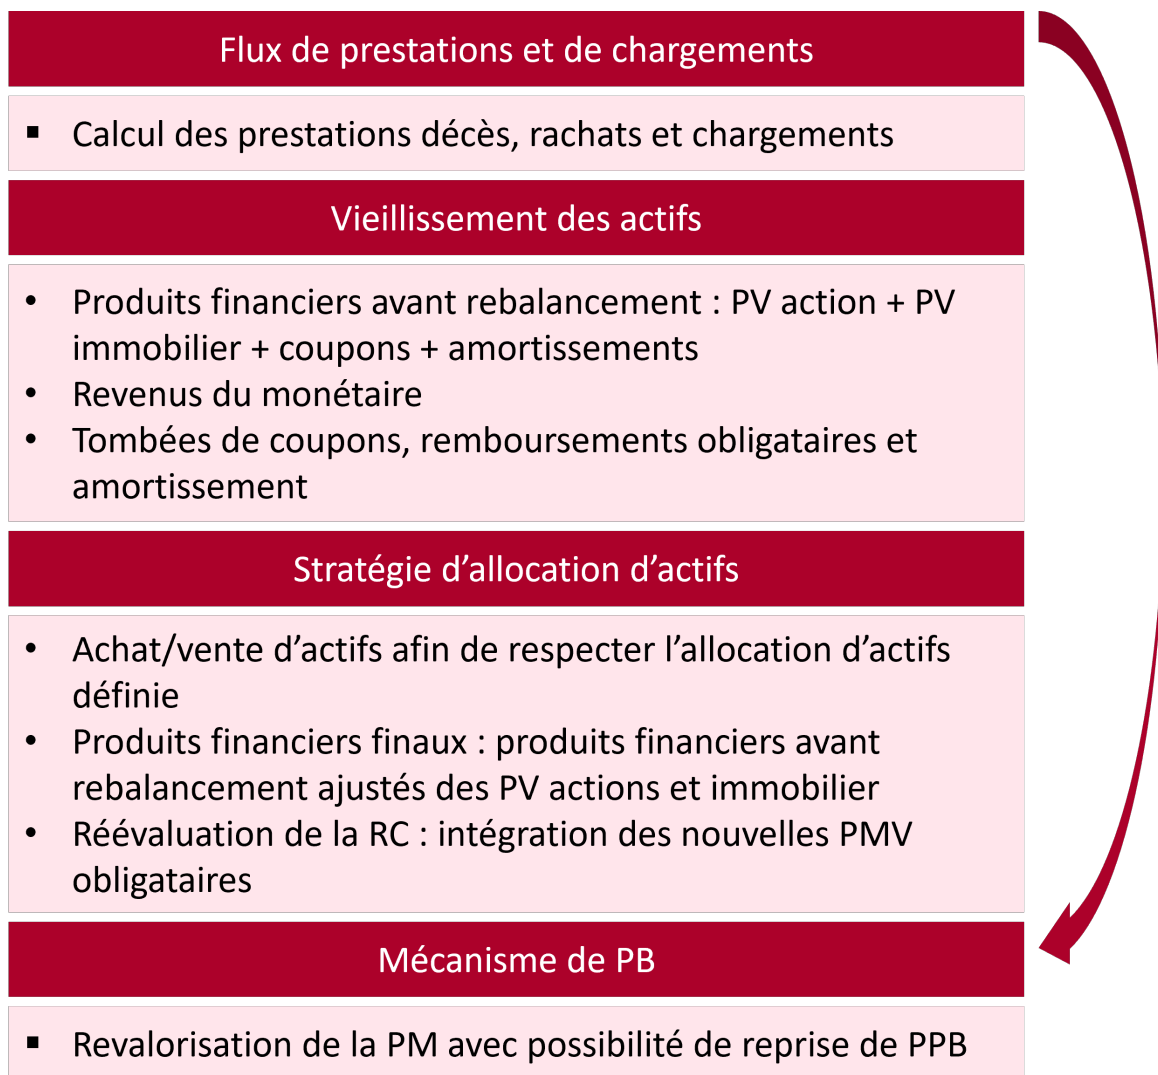 Flux de prestations et de chargements
▪ Calcul des prestations décès, rachats et chargements
Vieillissement des actifs
• Produits financiers avant rebalancement : PV action + PV
immobilier + coupons + amortissements
• Revenus du monétaire
• Tombées de coupons, remboursements obligataires et
amortissement
Stratégie d’allocation d’actifs
• Achat/vente d’actifs afin de respecter l’allocation d’actifs
définie
• Produits financiers finaux : produits financiers avant
rebalancement ajustés des PV actions et immobilier
• Réévaluation de la RC : intégration des nouvelles PMV
obligataires
Mécanisme de PB
▪ Revalorisation de la PM avec possibilité de reprise de PPB